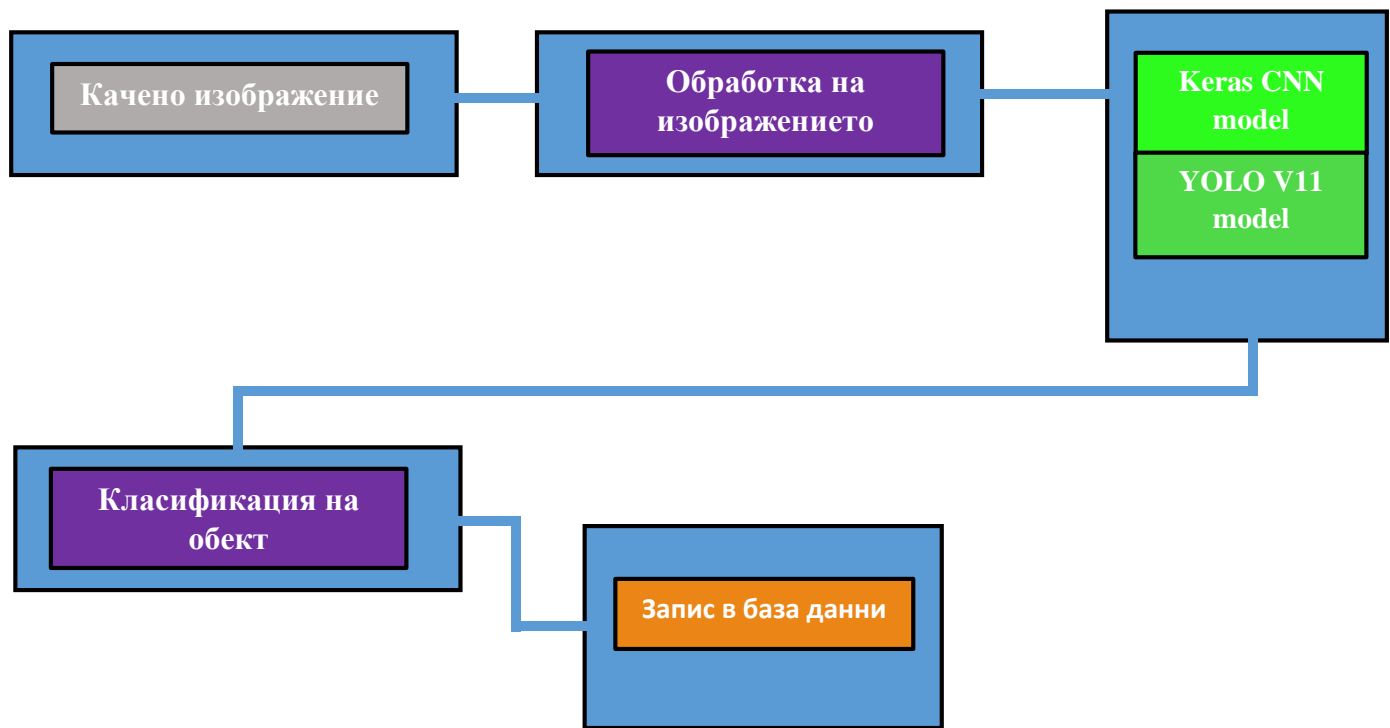 Качено изображение
Обработка на
изображението
Keras CNN
model
YOLO V11
model
Класификация на
обект
Запис в база данни